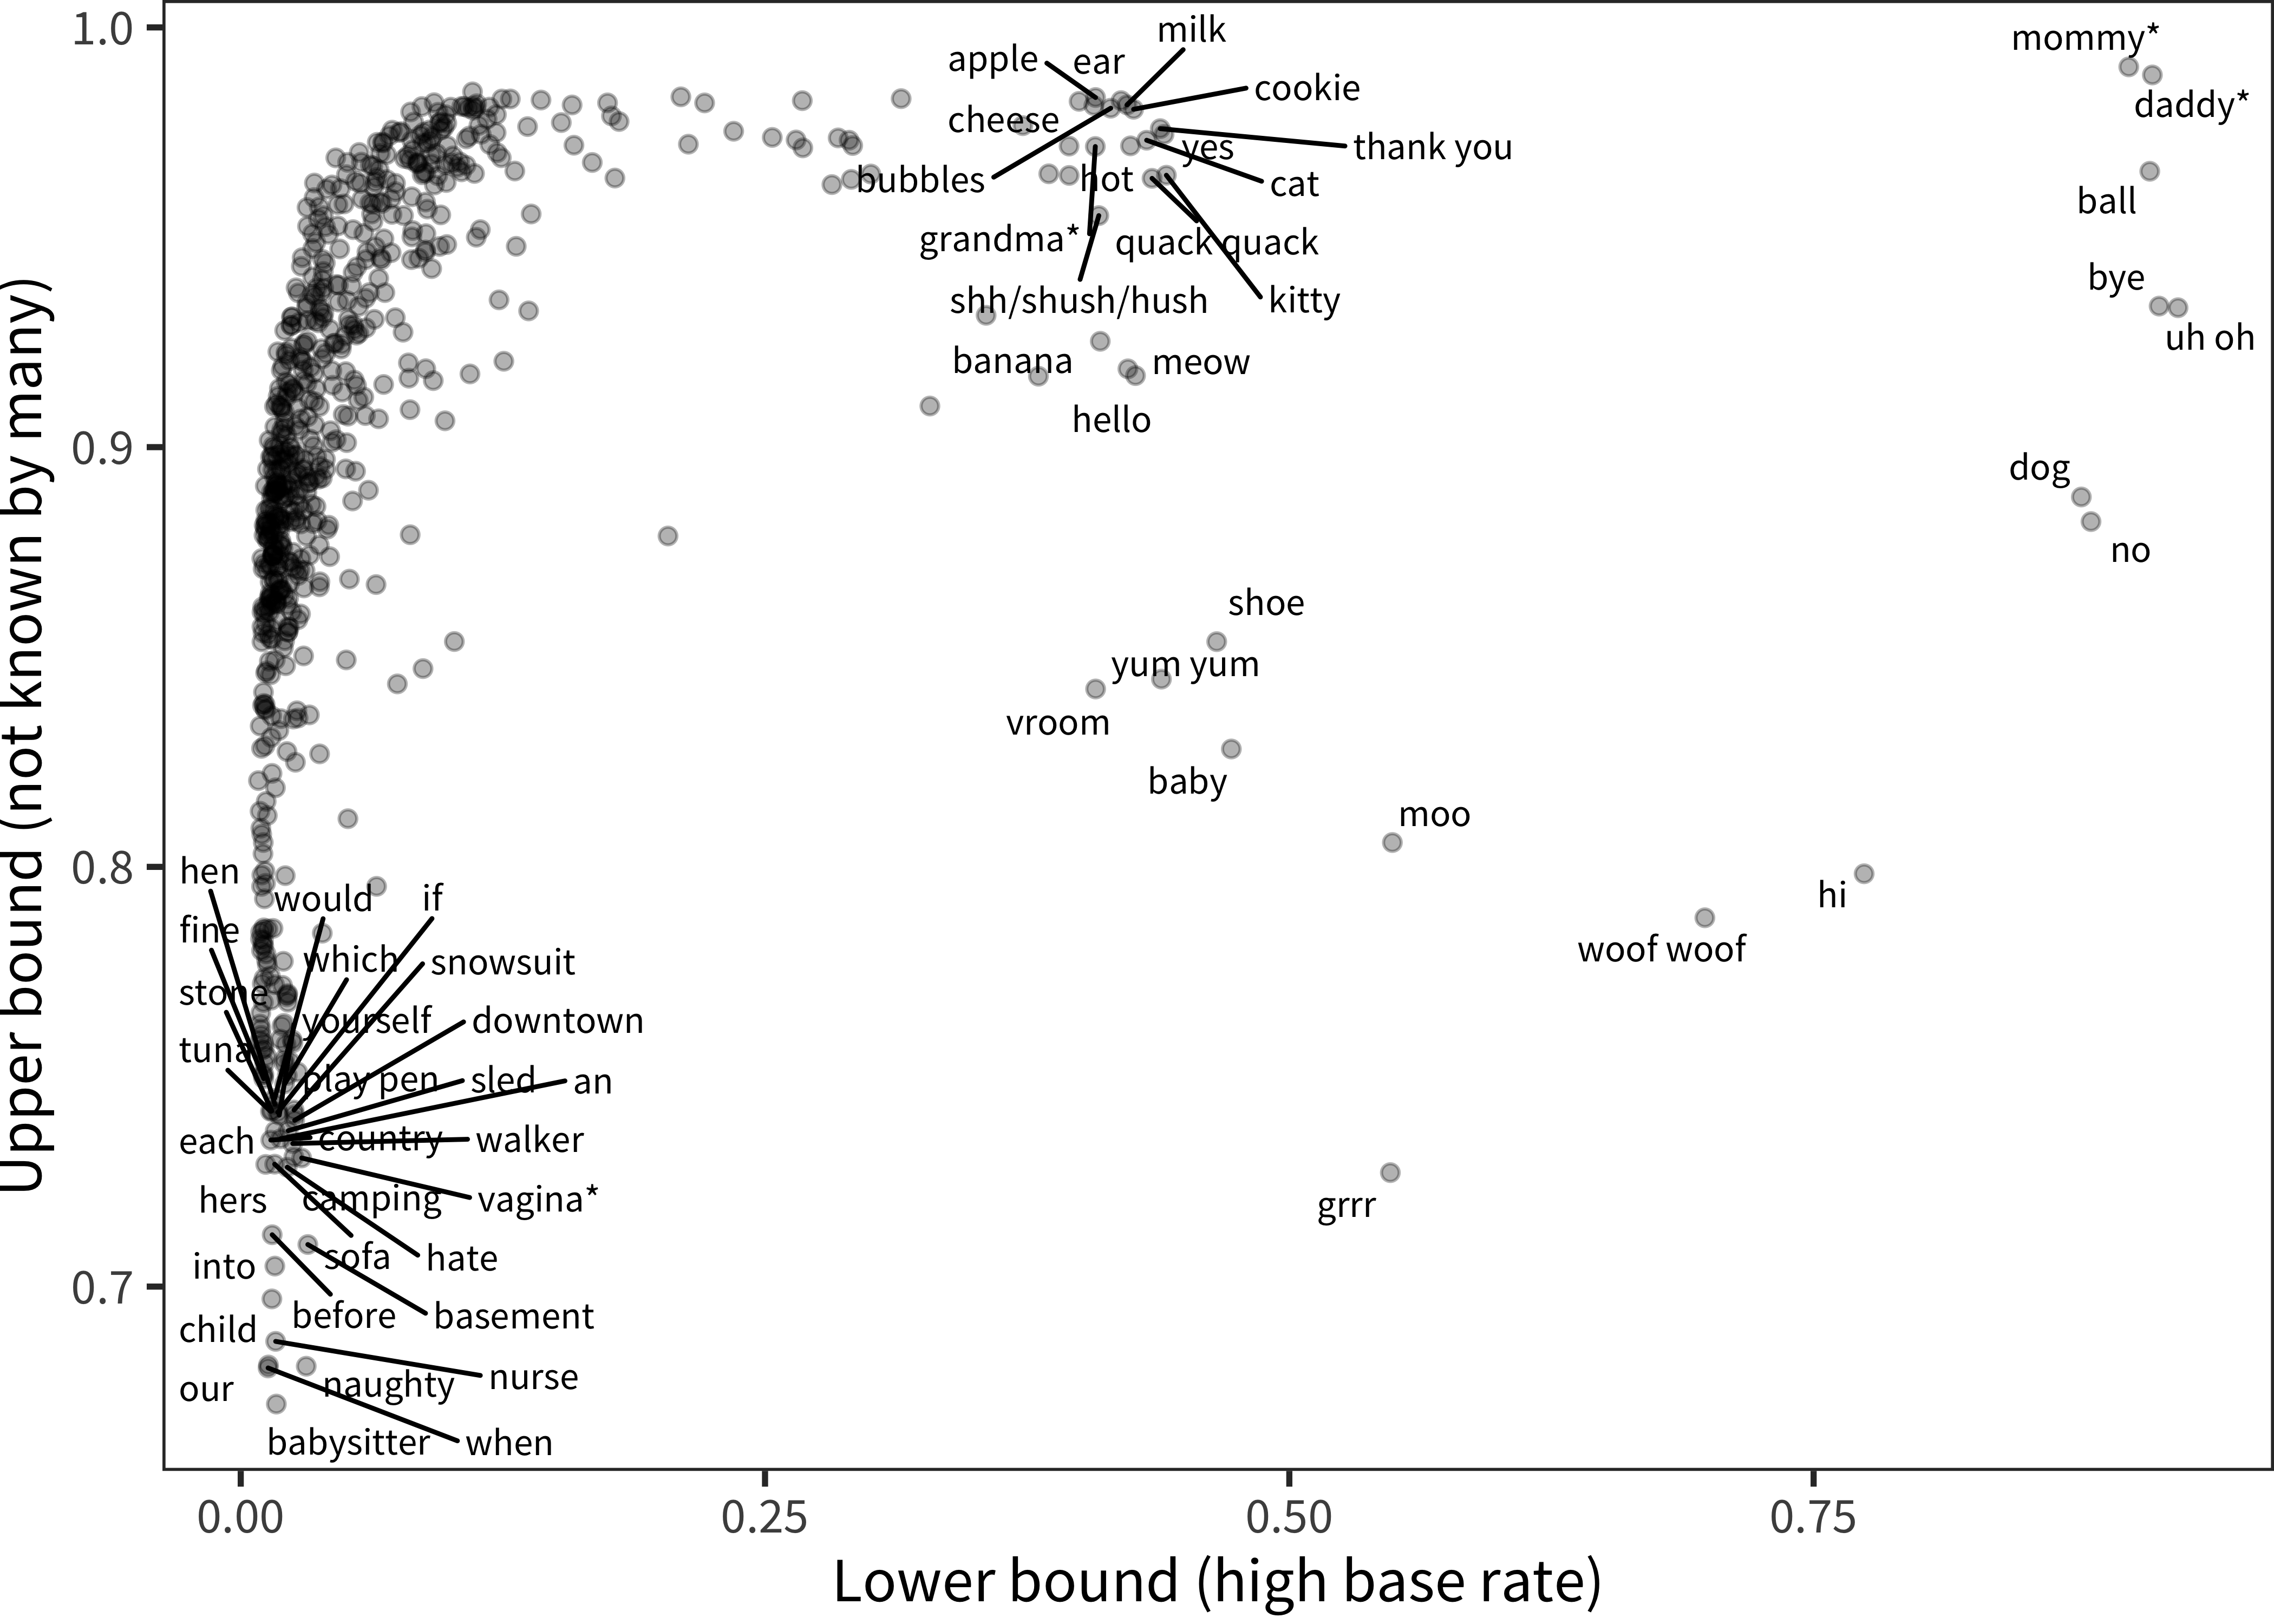 1.0
0.9
0.8
0.7
Upper bound (not known by many)
milk
mommy*
apple
ear
cookie
daddy*
cheese
yes
thank you
bubbles
hot
cat
ball
grandma*
quack quack
bye
shh/shush/hush
kitty
uh oh
banana
meow
hello
dog
no
shoe
yum yum
vroom
baby
moo
hen
would
if
hi
fine
which
snowsuit
woof woof
stone
yourself
downtown
tuna
play pen
sled
an
each
country
walker
hers
camping
vagina*
grrr
into
sofa
hate
child
before
basement
our
naughty
nurse
babysitter
when
0.00
0.25
0.50
0.75
Lower bound (high base rate)